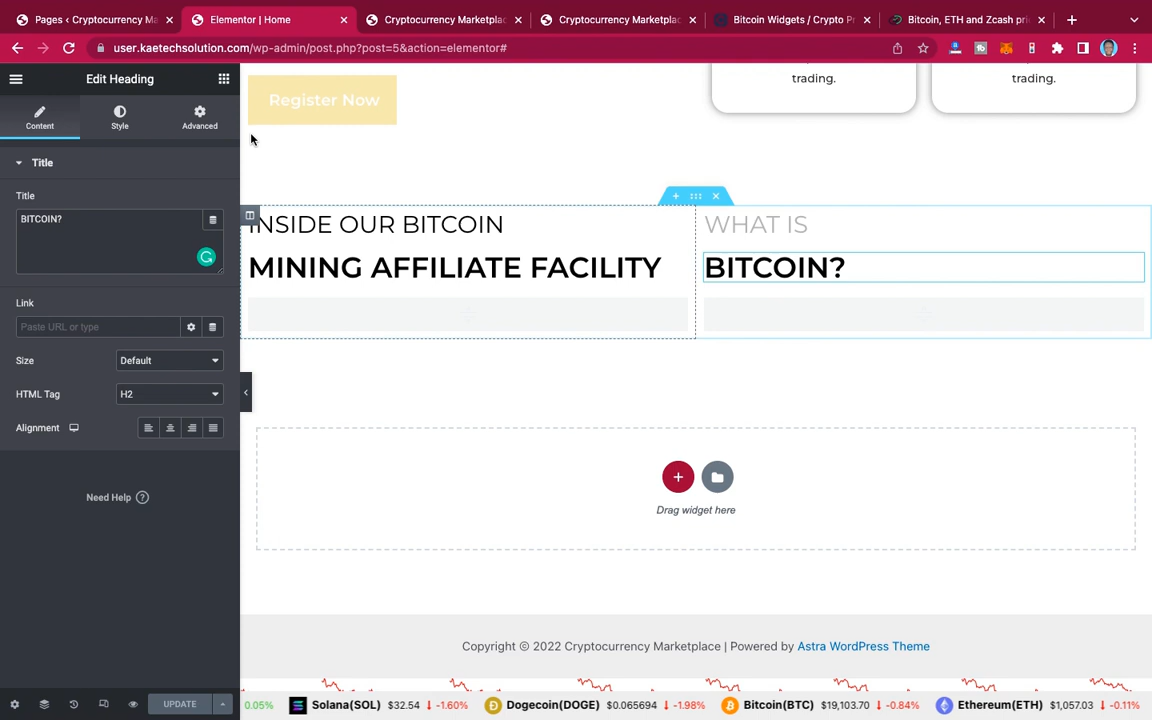 Pages ‹ Cryptocurrency Ma
Elementor | Home
Cryptocurrency Marketplac
Cryptocurrency Marketplac
Bitcoin Widgets / Crypto Pr
Bitcoin, ETH and Zcash pri
user.kaetechsolution.com/wp-admin/post.php?post=5&action=elementor#
Edit Heading
Content
Style
Advanced
Title
Title
BITCOIN?
Link
Paste URL or type
Size
Default
HTML Tag
H2
Alignment
Need Help
UPDATE
Register Now
trading.
trading.
INSIDE OUR BITCOIN
MINING AFFILIATE FACILITY
WHAT IS
BITCOIN?
Drag widget here
Copyright © 2022 Cryptocurrency Marketplace | Powered by Astra WordPress Theme
0.05%
Solana(SOL) $32.54 ↓ -1.60%
Dogecoin(DOGE) $0.065694 ↓ -1.98%
Bitcoin(BTC) $19,103.70 ↓ -0.84%
Ethereum(ETH) $1,057.03 ↓ -0.11%